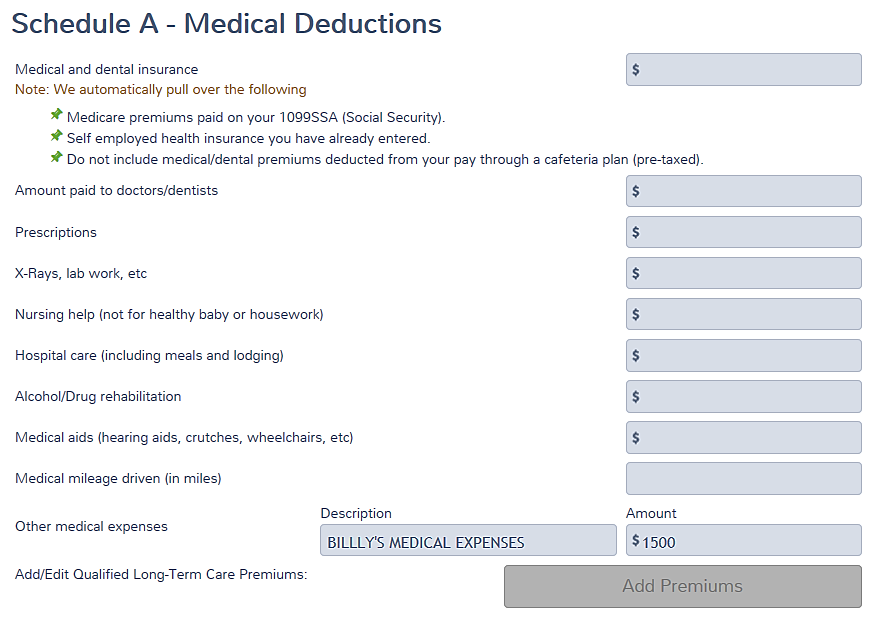 Schedule A - Medical Deductions
Medical and dental insurance
$
Note: We automatically pull over the following
Medicare premiums paid on your 1099SSA (Social Security).
Self employed health insurance you have already entered.
Do not include medical/dental premiums deducted from your pay through a cafeteria plan (pre-taxed).
Amount paid to doctors/dentists $
Prescriptions $
X-Rays, lab work, etc $
Nursing help (not for healthy baby or housework) $
Hospital care (including meals and lodging) $
Alcohol/Drug rehabilitation $
Medical aids (hearing aids, crutches, wheelchairs, etc) $
Medical mileage driven (in miles)
Description Amount
Other medical expenses
BILLLY'S MEDICAL EXPENSES $ 1500
Add/Edit Qualified Long-Term Care Premiums:
Add Premiums